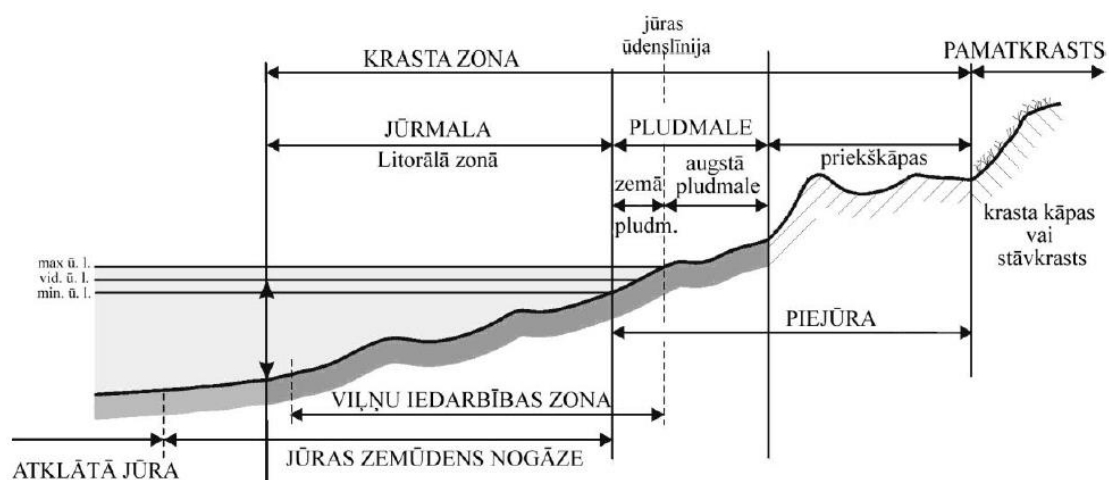 jūras
ūdenslīnija
KRASTA ZONA
PAMATKRASTS
JŪRMALA
PLUDMALE
Litorālā zonā
priekškāpas
zemā
pludm.
augstā
pludmale
krasta kāpas
vai
stāvkrasts
max ū. l.
vid. ū. l.
min. ū. l.
PIEJŪRA
VIĻŅU IEDARBĪBAS ZONA
ATKLĀTĀ JŪRA
JŪRAS ZEMŪDENS NOGĀZE